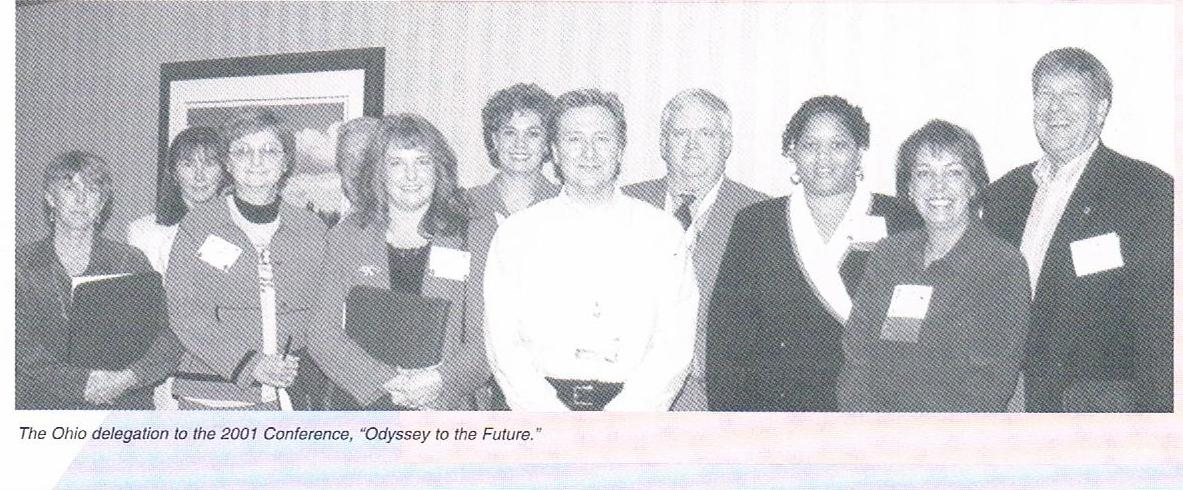 The Ohio delegation to the 2001 Conference, "Odyssey to the Future."